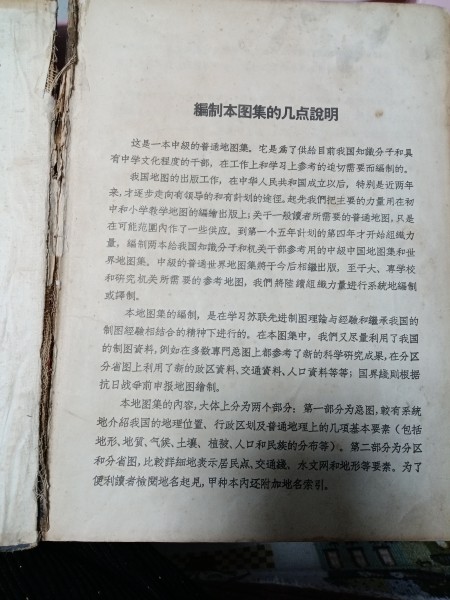 編制本图集的几点說明
这是一本中級的普通地图集。它是爲了供給目前我国知識分子和具
有中学文化程度的干部，在工作上和学习上参考的迫切需要而編制的。
我国地图的出版工作，在中华人民共和国成立以后，特别是近两年
来，才逐步走向有领导的和有計划的途徑。起先我們把主要的力量用在初
中和小学教学地图的編繪出版上；关于一般讀者所需要的普通地图，只是
在可能范圍內作了一些供应。到第一个五年計划的第四年才开始組織力
量，編制两本給我国知識分子和机关干部参考用的中級中国地图集和世
界地图集。中級的普通世界地图集將于今后相繼出版，至于大、專学校
和研究机关所需要的参考地图，我們將陸續組織力量进行系統地編制
或譯制。
本地图集的編制，是在学习苏联先进制图理論与經驗和繼承我国的
制图經驗相結合的精神下进行的。在本图集中，我們又尽量利用了我国
的制图資料，例如在多数專門总图上都参考了新的科学研究成果，在分区
分省图上利用了新的政区資料、交通資料、人口資料等等；国界綫則根据
抗日战爭前申报地图繪制。
本地图集的內容，大体上分为两个部分：第一部分为总图，較有系統
地介紹我国的地理位置、行政区划及普通地理上的几項基本要素（包括
地形、地質、气候、土壤、植被、人口和民族的分布等）。第二部分为分区
和分省图，比較詳細地表示居民点、交通綫、水文网和地形等要素。为了
便利讀者檢閱地名起見，甲种本內还附加地名索引。